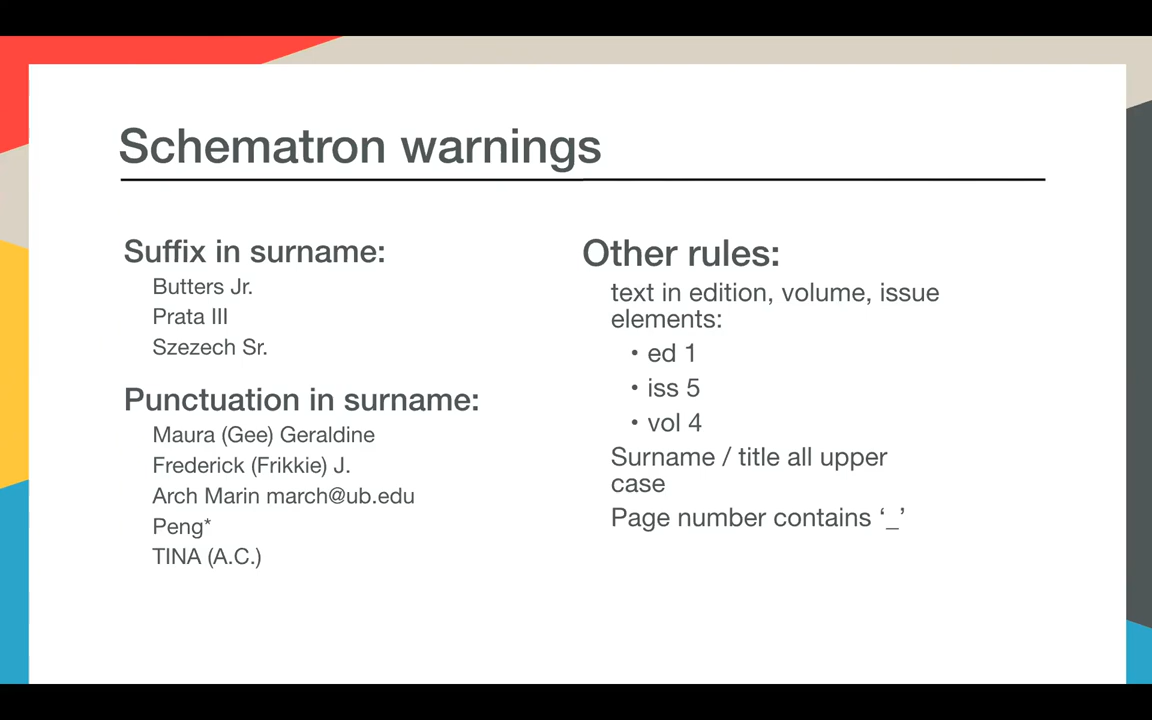 Schematron warnings
Suffix in surname:
Butters Jr.
Prata III
Szezech Sr.
Punctuation in surname:
Maura (Gee) Geraldine
Frederick (Frikkie) J.
Arch Marin march@ub.edu
Peng*
TINA (A.C.)
Other rules:
text in edition, volume, issue
elements:
• ed 1
• iss 5
• vol 4
Surname / title all upper
case
Page number contains ‘_’